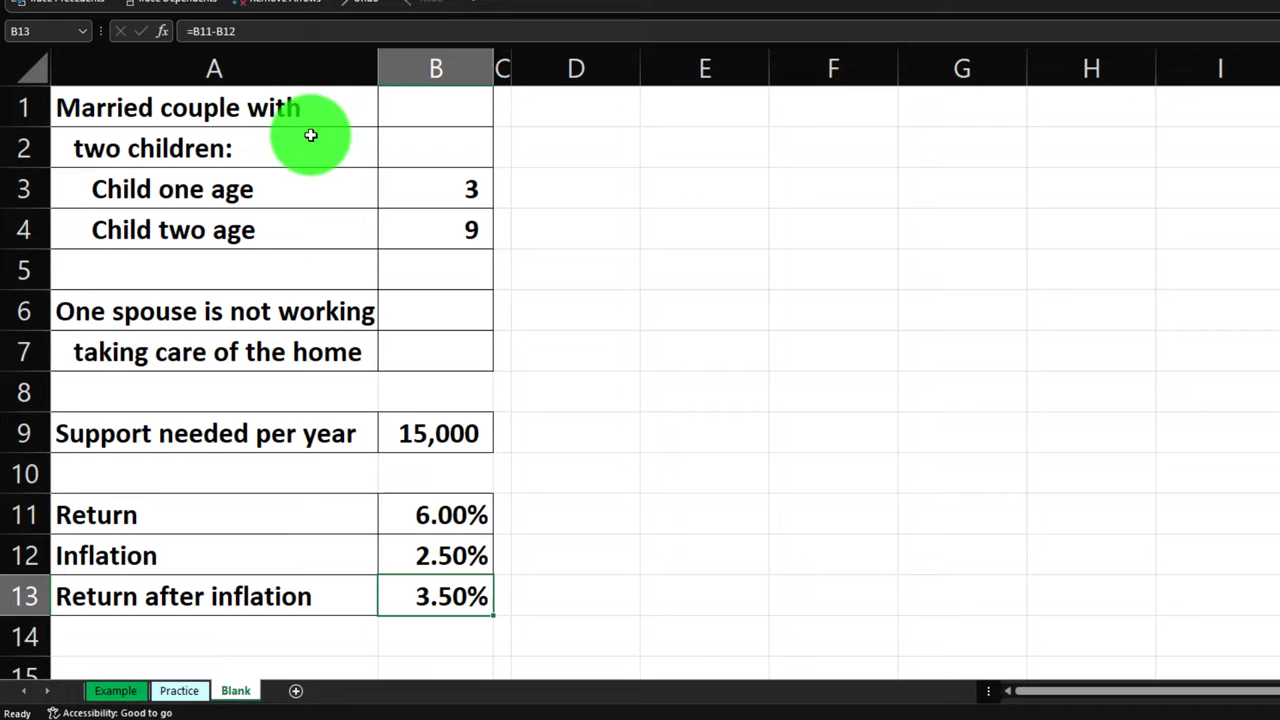 Undo
B13 fx =B11-B12
A B C D E F G H I
1 Married couple with
2 two children:
3 Child one age 3
4 Child two age 9
5
6 One spouse is not working
7 taking care of the home
8
9 Support needed per year 15,000
10
11 Return 6.00%
12 Inflation 2.50%
13 Return after inflation 3.50%
14
15
Example Practice Blank
Ready Accessibility: Good to go